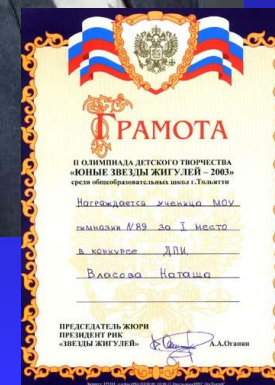 ГРАМОТА
II ОЛИМПИАДА ДЕТСКОГО ТВОРЧЕСТВА
«ЮНЫЕ ЗВЕЗДЫ ЖИГУЛЕЙ – 2003»
среди общеобразовательных школ г.Тольятти
Награждается ученица МОУ
гимназии №89 за I место
в конкурсе ДПИ
Власова Наташа
ПРЕДСЕДАТЕЛЬ ЖЮРИ
ПРЕЗИДЕНТ РИК
«ЗВЕЗДЫ ЖИГУЛЕЙ»
А.А.Оганян